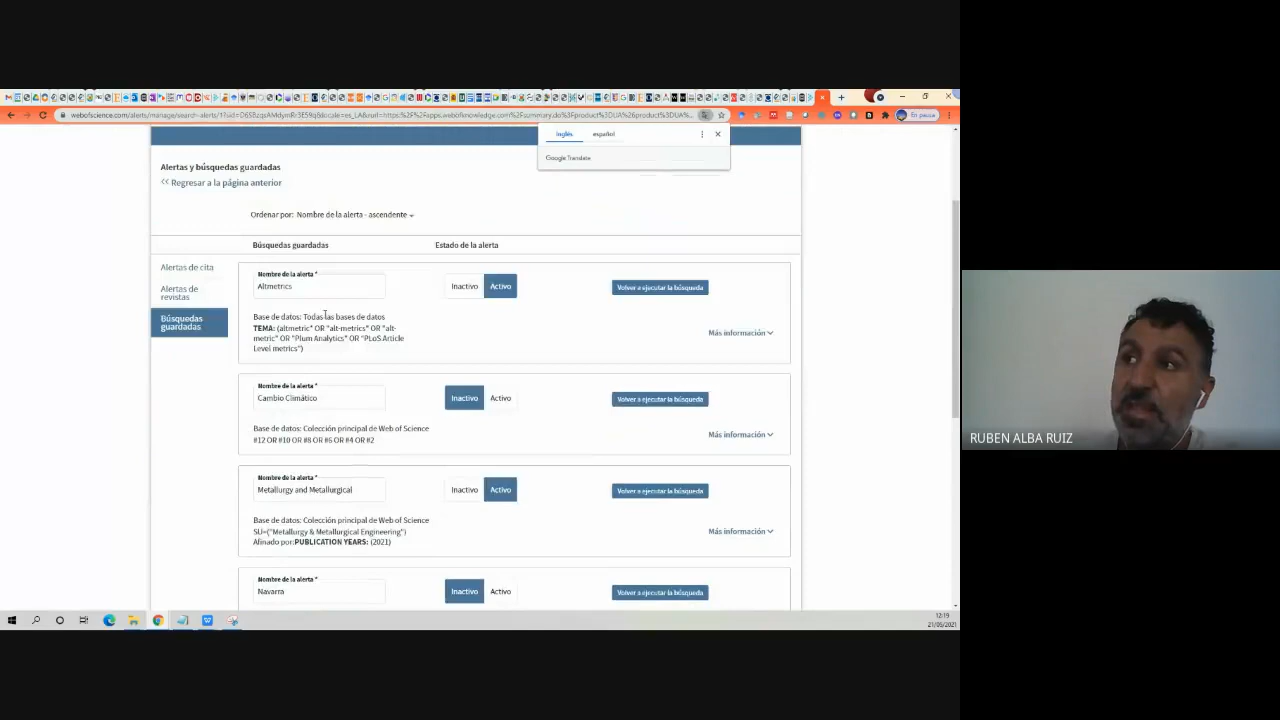 En pausa
inglés español
Google Translate
Alertas y búsquedas guardadas
<< Regresar a la página anterior
Ordenar por: Nombre de la alerta - ascendente
Búsquedas guardadas Estado de la alerta
Alertas de cita
Alertas de
revistas
Búsquedas
guardadas
Nombre de la alerta *
Altmetrics Inactivo Activo Volver a ejecutar la búsqueda
Base de datos: Todas las bases de datos
TEMA: (altmetric* OR "alt-metrics" OR "alt-
metric" OR "Plum Analytics" OR "PLoS Article
Level metrics")
Más información
Nombre de la alerta *
Cambio Climático Inactivo Activo Volver a ejecutar la búsqueda
Base de datos: Colección principal de Web of Science
#12 OR #10 OR #8 OR #6 OR #4 OR #2
Más información
Nombre de la alerta *
Metallurgy and Metallurgical Inactivo Activo Volver a ejecutar la búsqueda
Base de datos: Colección principal de Web of Science
SU=("Metallurgy & Metallurgical Engineering")
Afinado por:PUBLICATION YEARS: (2021)
Más información
Nombre de la alerta *
Navarra Inactivo Activo Volver a ejecutar la búsqueda
12:19
21/05/2021
RUBEN ALBA RUIZ